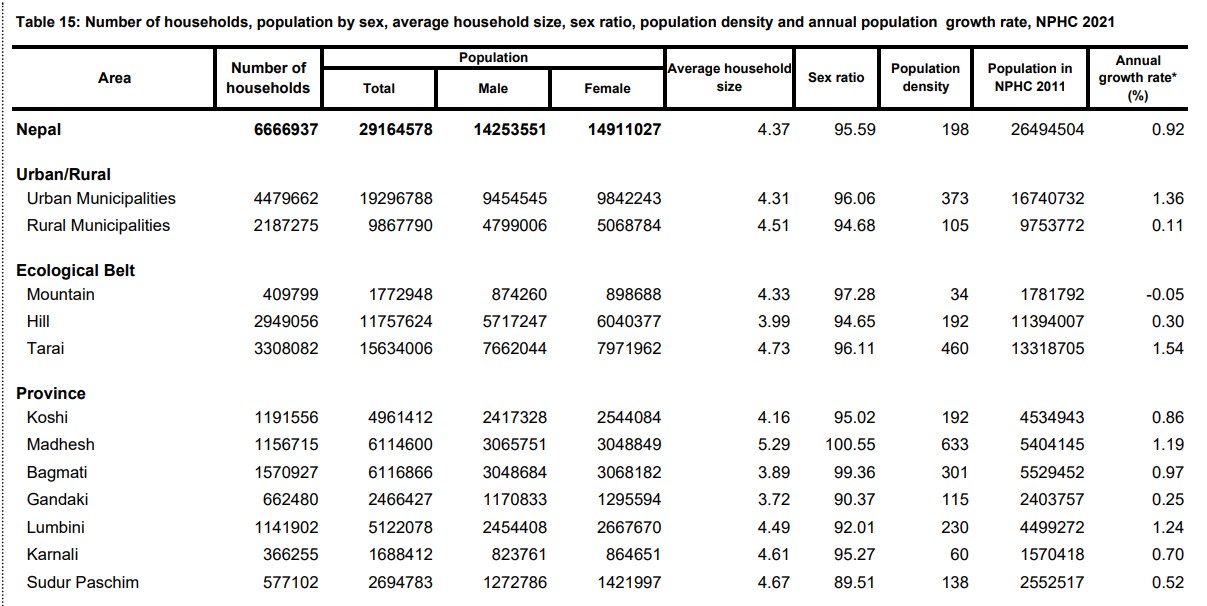 Table 15: Number of households, population by sex, average household size, sex ratio, population density and annual population growth rate, NPHC 2021
Area Number of households Population Average household size Sex ratio Population density Population in NPHC 2011 Annual growth rate* (%)
Total Male Female
Nepal 6666937 29164578 14253551 14911027 4.37 95.59 198 26494504 0.92
Urban/Rural
Urban Municipalities 4479662 19296788 9454545 9842243 4.31 96.06 373 16740732 1.36
Rural Municipalities 2187275 9867790 4799006 5068784 4.51 94.68 105 9753772 0.11
Ecological Belt
Mountain 409799 1772948 874260 898688 4.33 97.28 34 1781792 -0.05
Hill 2949056 11757624 5717247 6040377 3.99 94.65 192 11394007 0.30
Tarai 3308082 15634006 7662044 7971962 4.73 96.11 460 13318705 1.54
Province
Koshi 1191556 4961412 2417328 2544084 4.16 95.02 192 4534943 0.86
Madhesh 1156715 6114600 3065751 3048849 5.29 100.55 633 5404145 1.19
Bagmati 1570927 6116866 3048684 3068182 3.89 99.36 301 5529452 0.97
Gandaki 662480 2466427 1170833 1295594 3.72 90.37 115 2403757 0.25
Lumbini 1141902 5122078 2454408 2667670 4.49 92.01 230 4499272 1.24
Karnali 366255 1688412 823761 864651 4.61 95.27 60 1570418 0.70
Sudur Paschim 577102 2694783 1272786 1421997 4.67 89.51 138 2552517 0.52